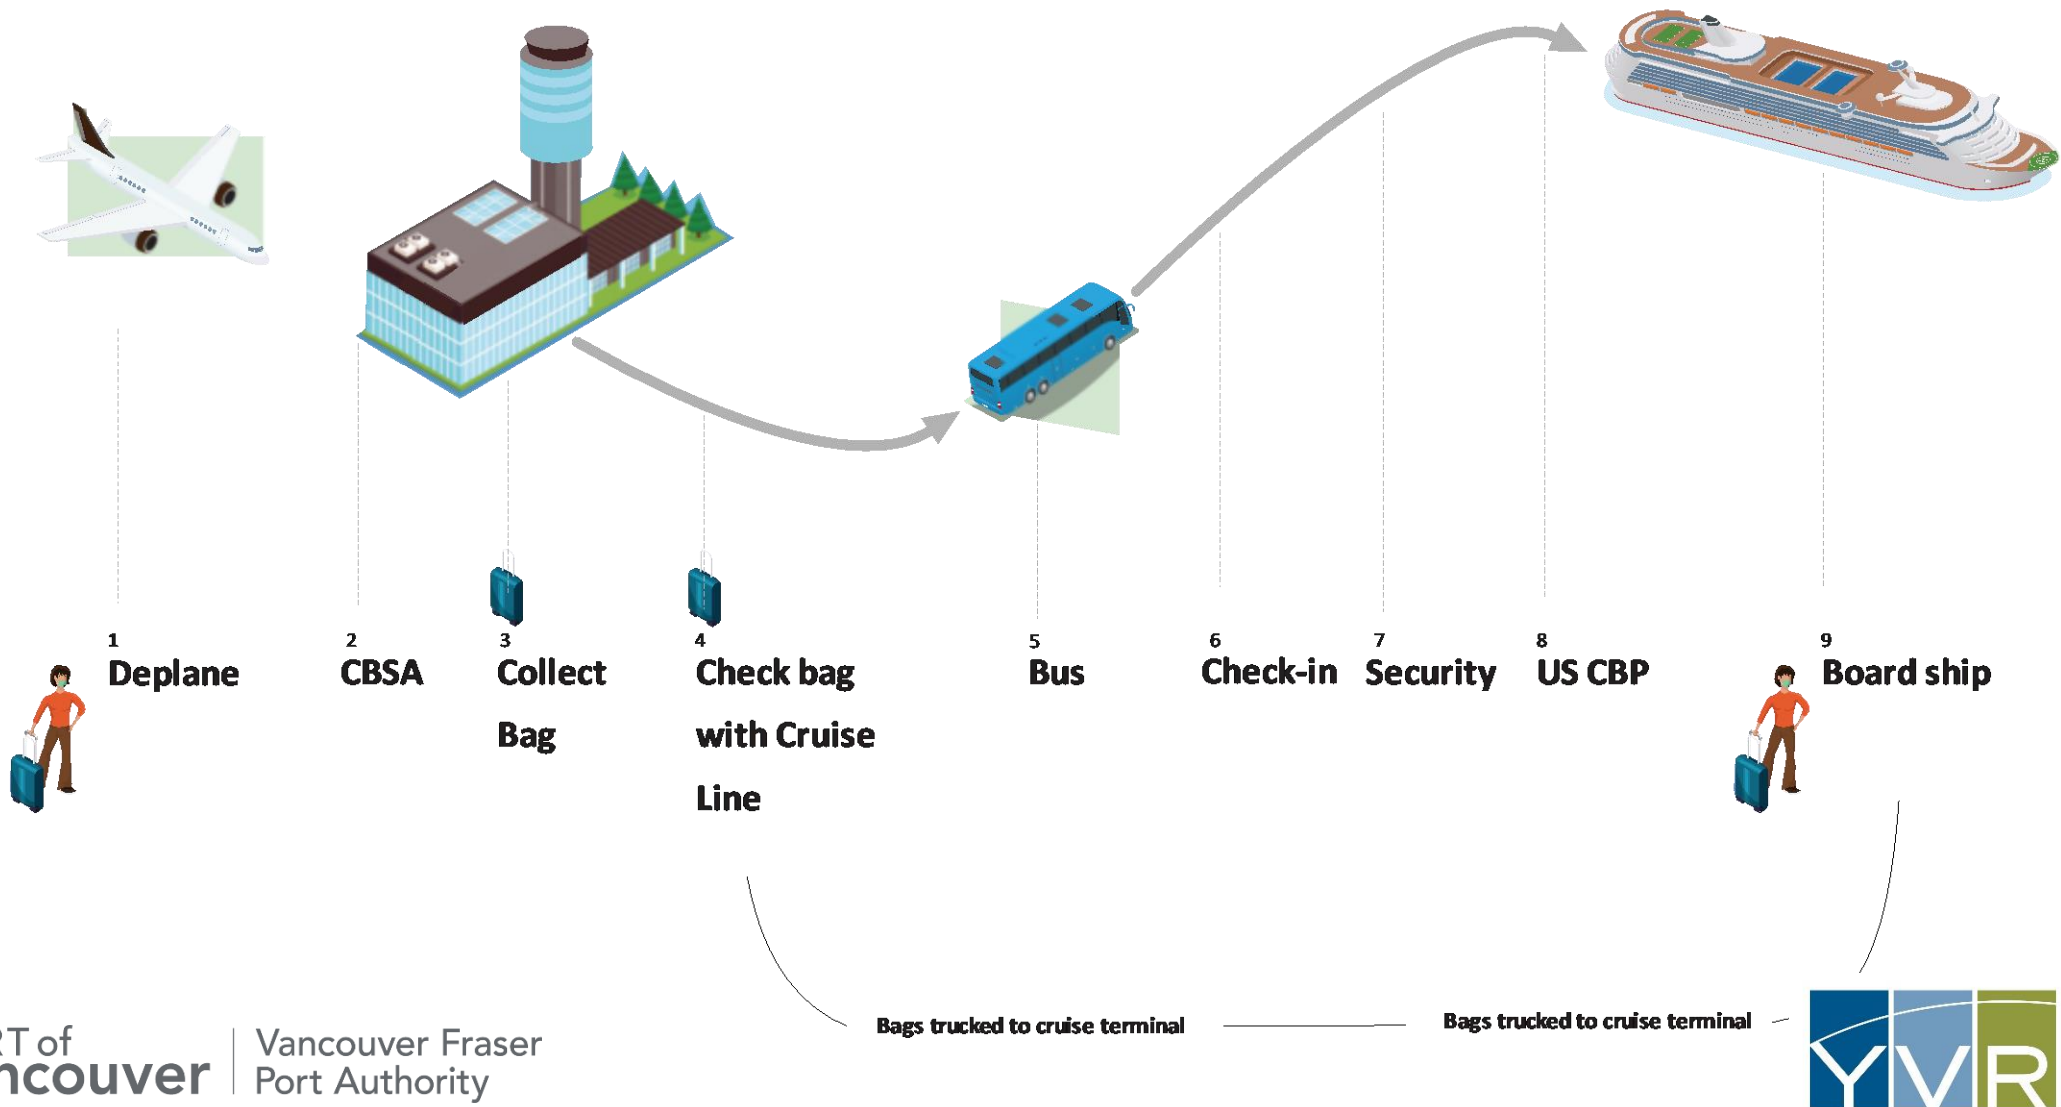 1
Deplane
2
CBSA
3
Collect
Bag
4
Check bag
with Cruise
Line
5
Bus
6
Check-in
7
Security
8
US CBP
9
Board ship
Bags trucked to cruise terminal
Bags trucked to cruise terminal
RT of
ncouver
Vancouver Fraser
Port Authority
YVR